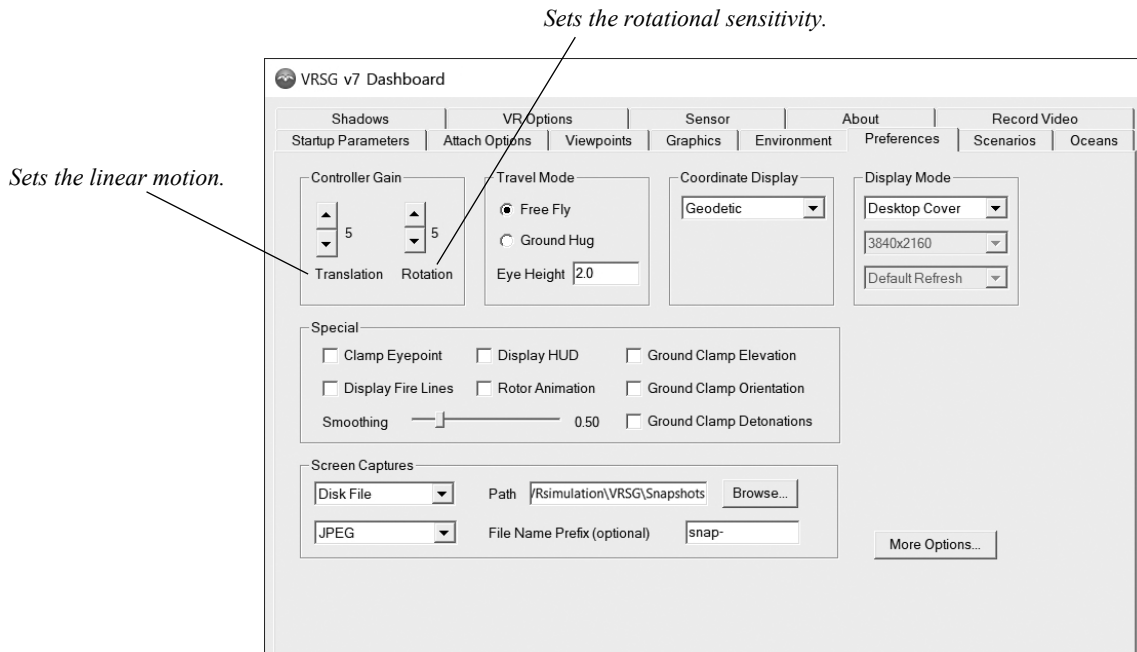 Sets the rotational sensitivity.
VRSG v7 Dashboard
Shadows VR Options Sensor About Record Video
Startup Parameters Attach Options Viewpoints Graphics Environment Preferences Scenarios Oceans
Sets the linear motion.
Controller Gain Travel Mode Coordinate Display Display Mode
Free Fly Geodetic Desktop Cover
5 5
Ground Hug 3840x2160
Translation Rotation Eye Height 2.0 Default Refresh
Special
Clamp Eyepoint Display HUD Ground Clamp Elevation
Display Fire Lines Rotor Animation Ground Clamp Orientation
Smoothing 0.50 Ground Clamp Detonations
Screen Captures
Disk File Path /Rsimulation\VRSG\Snapshots Browse...
JPEG File Name Prefix (optional) snap-
More Options...